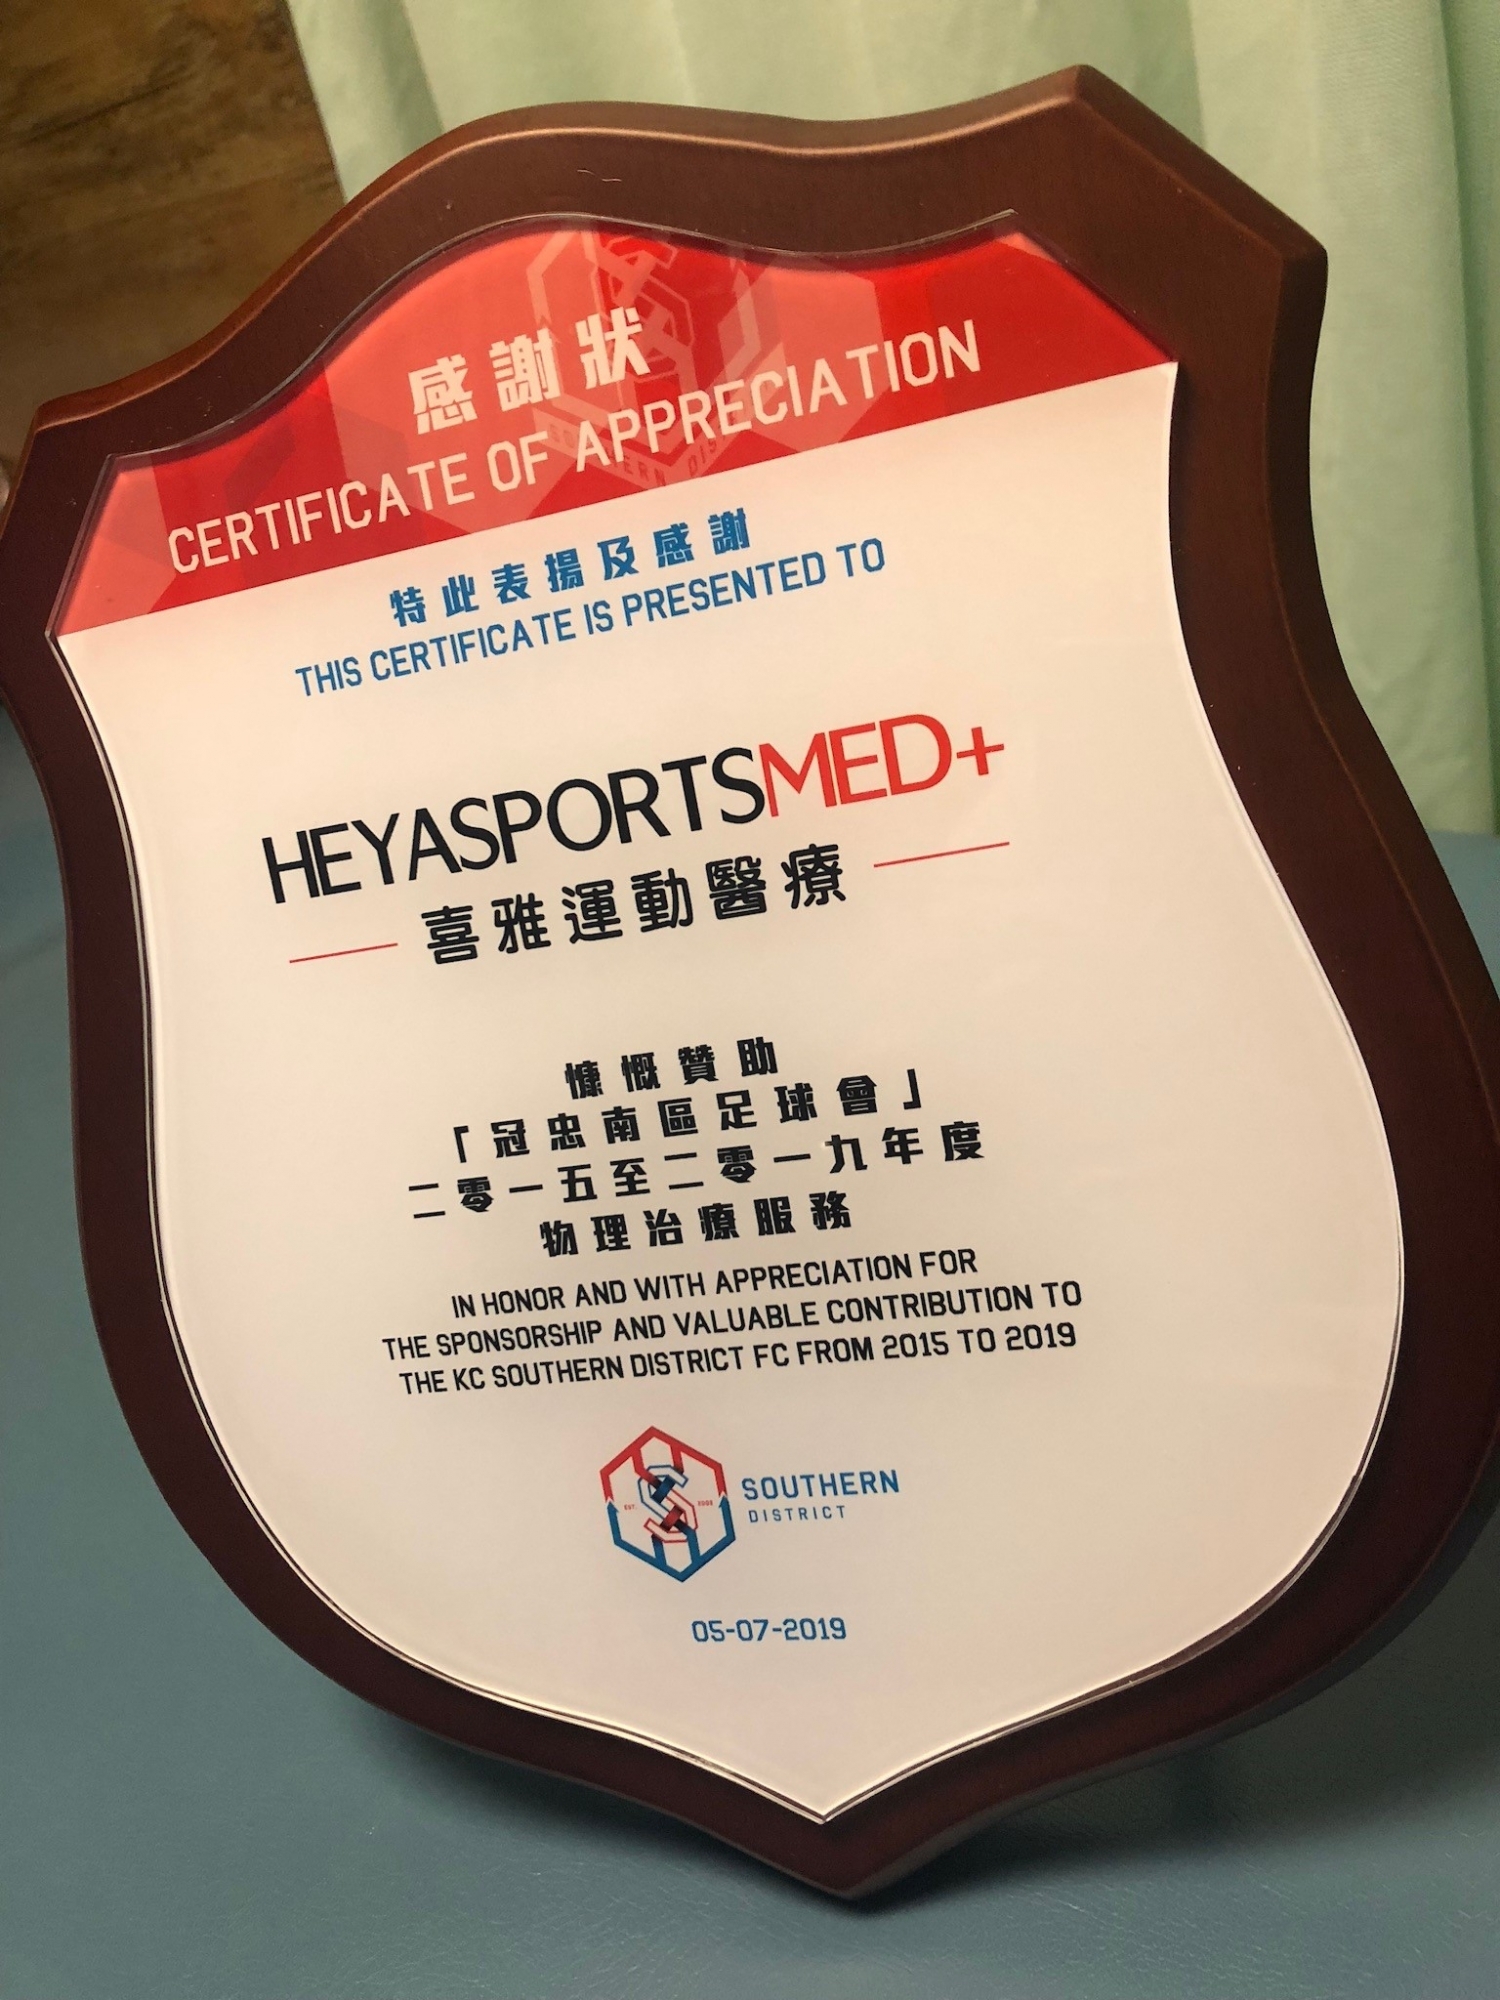 感謝狀
CERTIFICATE OF APPRECIATION
特此表揚及感謝
THIS CERTIFICATE IS PRESENTED TO
HEYASPORTSMED+
喜雅運動醫療
慷慨贊助
「冠忠南區足球會」
二零一五至二零一九年度
物理治療服務
IN HONOR AND WITH APPRECIATION FOR
THE SPONSORSHIP AND VALUABLE CONTRIBUTION TO
THE KC SOUTHERN DISTRICT FC FROM 2015 TO 2019
SOUTHERN
DISTRICT
05-07-2019